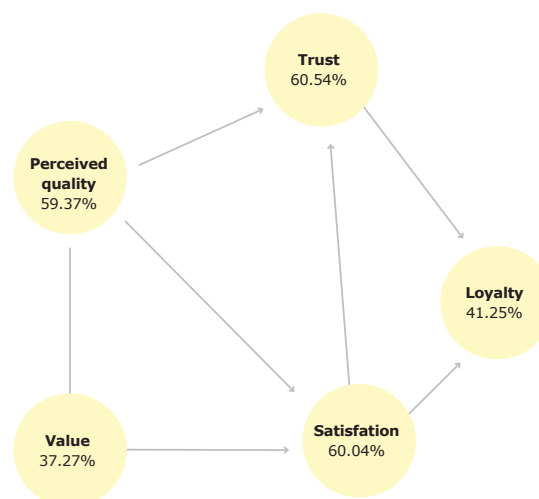 Trust
60.54%
Perceived
quality
59.37%
Loyalty
41.25%
Satisfation
60.04%
Value
37.27%